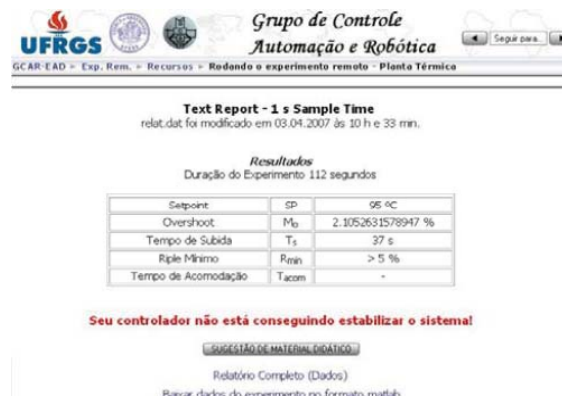 UFRGS
Grupo de Controle
Automação e Robótica
Seguir para...
GCAR-EAD ► Exp. Rem. ► Recursos ► Rodando o experimento remoto - Planta Térmica
Text Report - 1 s Sample Time
relat.dat foi modificado em 03.04.2007 às 10 h e 33 min.
Resultados
Duração do Experimento 112 segundos
Setpoint SP 95 ºC
Overshoot Mo 2.1052631578947 %
Tempo de Subida Ts 37 s
Riple Mínimo Rmin > 5 %
Tempo de Acomodação Tacom -
Seu controlador não está conseguindo estabilizar o sistema!
SUGESTÃO DE MATERIAL DIDÁTICO
Relatório Completo (Dados)
Baixar dados do experimento no formato matlab